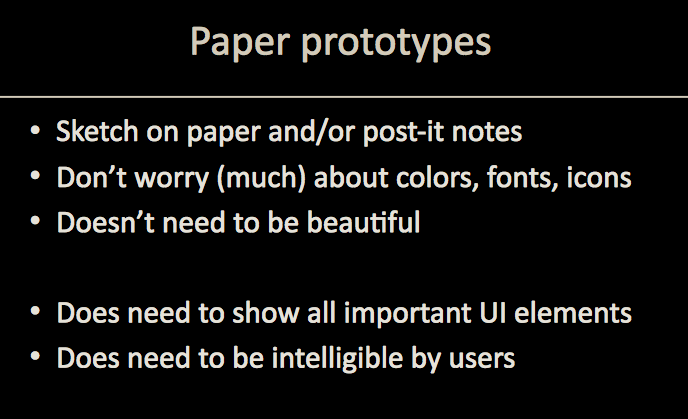 Paper prototypes
• Sketch on paper and/or post-it notes
• Don’t worry (much) about colors, fonts, icons
• Doesn’t need to be beautiful
• Does need to show all important UI elements
• Does need to be intelligible by users